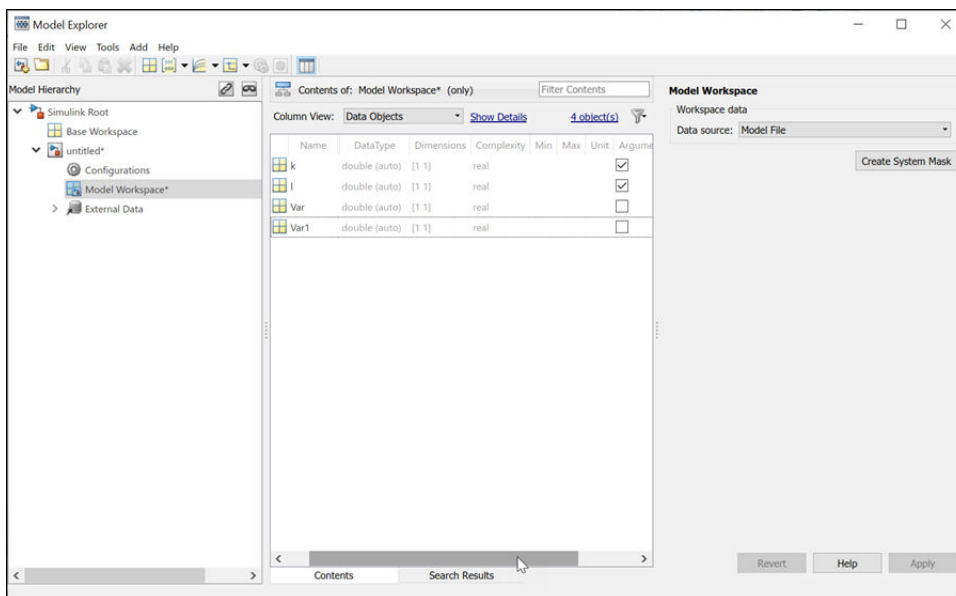 Model Explorer
File Edit View Tools Add Help
Model Hierarchy
Simulink Root
Base Workspace
untitled*
Configurations
Model Workspace*
External Data
Contents of: Model Workspace* (only)
Filter Contents
Column View: Data Objects Show Details 4 object(s)
Name DataType Dimensions Complexity Min Max Unit Argume
k double (auto) [1 1] real
l double (auto) [1 1] real
Var double (auto) [1 1] real
Var1 double (auto) [1 1] real
Contents Search Results
Model Workspace
Workspace data
Data source: Model File
Create System Mask
Revert Help Apply